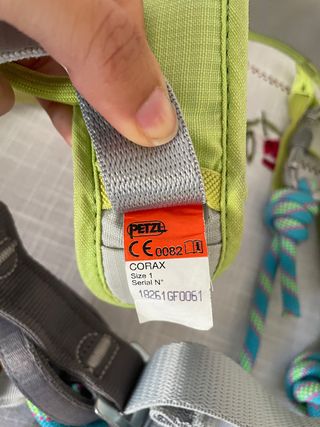 PETZL
CE 0082
CORAX
Size 1
Serial N°
18261GF0061